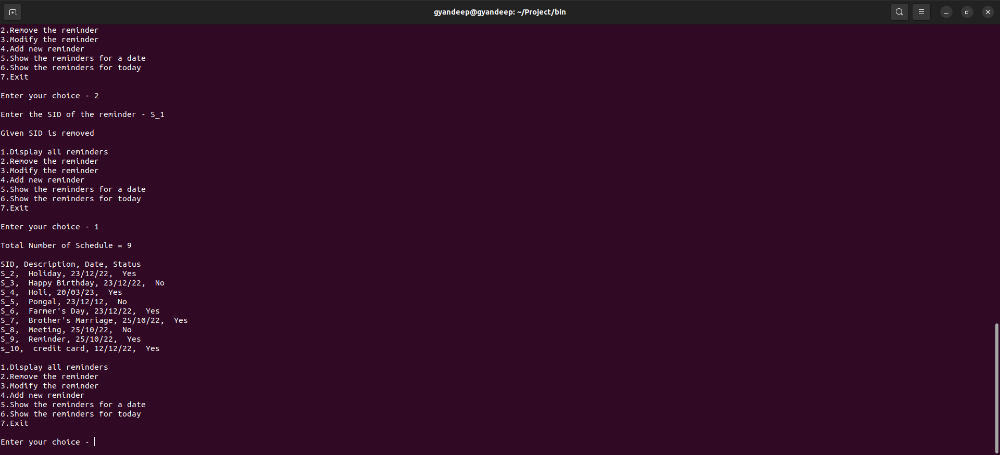 gyandeep@gyandeep: ~/Project/bin
2.Remove the reminder
3.Modify the reminder
4.Add new reminder
5.Show the reminders for a date
6.Show the reminders for today
7.Exit
Enter your choice - 2
Enter the SID of the reminder - S_1
Given SID is removed
1.Display all reminders
2.Remove the reminder
3.Modify the reminder
4.Add new reminder
5.Show the reminders for a date
6.Show the reminders for today
7.Exit
Enter your choice - 1
Total Number of Schedule = 9
SID, Description, Date, Status
S_2,  Holiday, 23/12/22,  Yes
S_3,  Happy Birthday, 23/12/22,  No
S_4,  Holi, 20/03/23,  Yes
S_5,  Pongal, 23/12/12,  No
S_6,  Farmer's Day, 23/12/22,  Yes
S_7,  Brother's Marriage, 25/10/22,  Yes
S_8,  Meeting, 25/10/22,  No
S_9,  Reminder, 25/10/22,  Yes
s_10,  credit card, 12/12/22,  Yes
1.Display all reminders
2.Remove the reminder
3.Modify the reminder
4.Add new reminder
5.Show the reminders for a date
6.Show the reminders for today
7.Exit
Enter your choice -